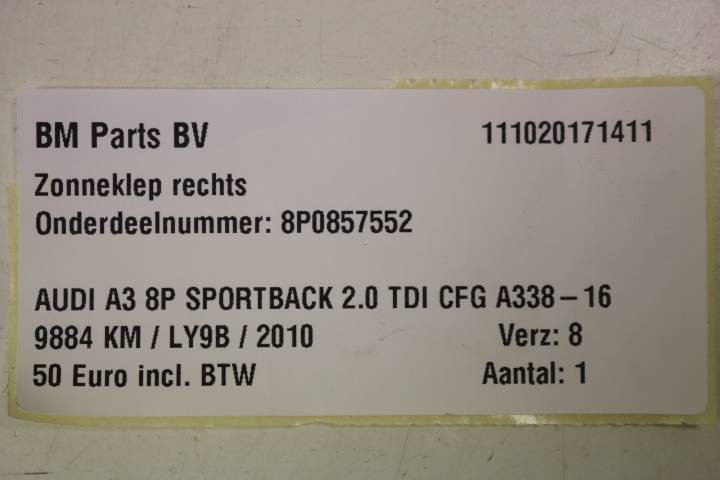 BM Parts BV 111020171411
Zonneklep rechts
Onderdeelnummer: 8P0857552
AUDI A3 8P SPORTBACK 2.0 TDI CFG A338-16
9884 KM / LY9B / 2010 Verz: 8
50 Euro incl. BTW Aantal: 1